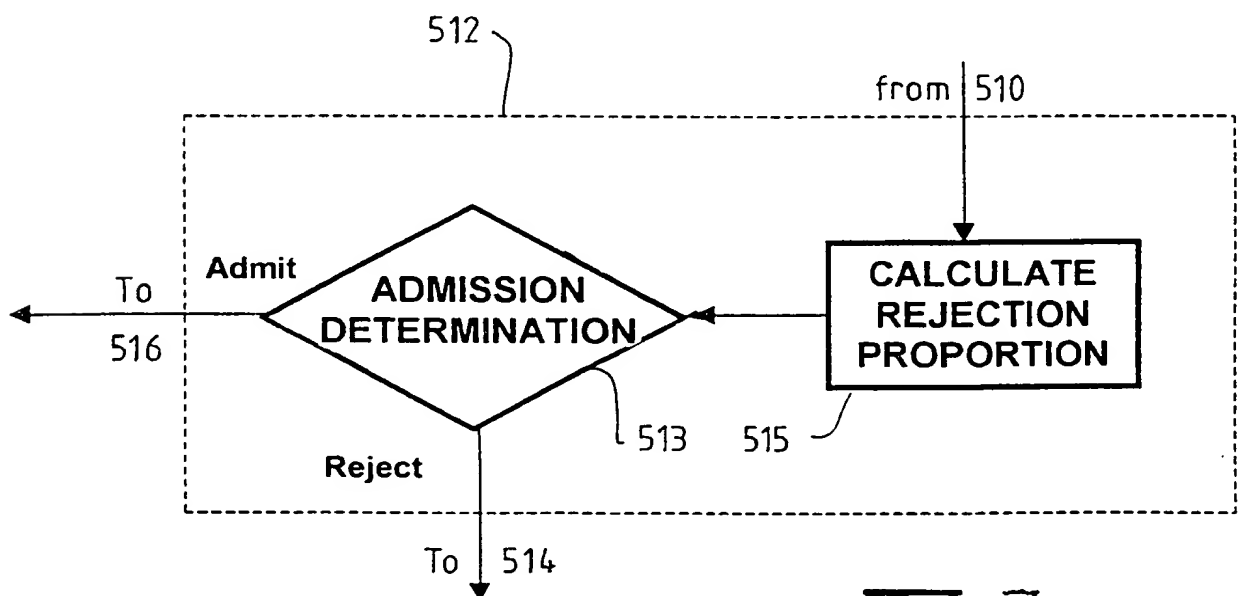 512
from 510
Admit
ADMISSION
DETERMINATION
CALCULATE
REJECTION
PROPORTION
To
516
513
515
Reject
To 514